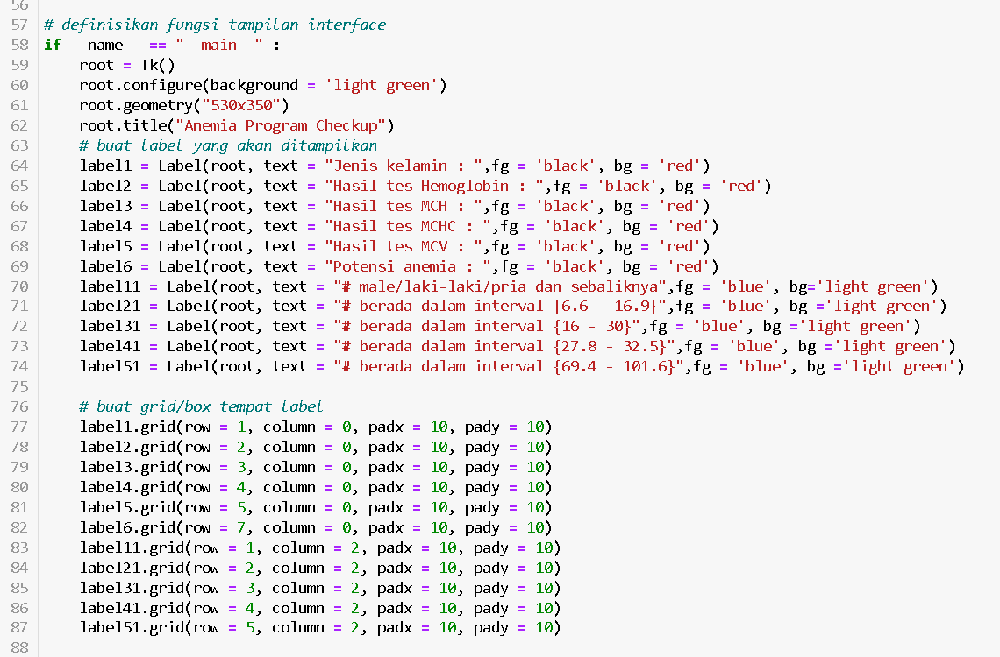 56
57 # definisikan fungsi tampilan interface
58 if __name__ == "__main__" :
59     root = Tk()
60     root.configure(background = 'light green')
61     root.geometry("530x350")
62     root.title("Anemia Program Checkup")
63     # buat label yang akan ditampilkan
64     label1 = Label(root, text = "Jenis kelamin : ",fg = 'black', bg = 'red')
65     label2 = Label(root, text = "Hasil tes Hemoglobin : ",fg = 'black', bg = 'red')
66     label3 = Label(root, text = "Hasil tes MCH : ",fg = 'black', bg = 'red')
67     label4 = Label(root, text = "Hasil tes MCHC : ",fg = 'black', bg = 'red')
68     label5 = Label(root, text = "Hasil tes MCV : ",fg = 'black', bg = 'red')
69     label6 = Label(root, text = "Potensi anemia : ",fg = 'black', bg = 'red')
70     label11 = Label(root, text = "# male/laki-laki/pria dan sebaliknya",fg = 'blue', bg='light green')
71     label21 = Label(root, text = "# berada dalam interval {6.6 - 16.9}",fg = 'blue', bg ='light green')
72     label31 = Label(root, text = "# berada dalam interval {16 - 30}",fg = 'blue', bg ='light green')
73     label41 = Label(root, text = "# berada dalam interval {27.8 - 32.5}",fg = 'blue', bg ='light green')
74     label51 = Label(root, text = "# berada dalam interval {69.4 - 101.6}",fg = 'blue', bg ='light green')
75
76     # buat grid/box tempat label
77     label1.grid(row = 1, column = 0, padx = 10, pady = 10)
78     label2.grid(row = 2, column = 0, padx = 10, pady = 10)
79     label3.grid(row = 3, column = 0, padx = 10, pady = 10)
80     label4.grid(row = 4, column = 0, padx = 10, pady = 10)
81     label5.grid(row = 5, column = 0, padx = 10, pady = 10)
82     label6.grid(row = 7, column = 0, padx = 10, pady = 10)
83     label11.grid(row = 1, column = 2, padx = 10, pady = 10)
84     label21.grid(row = 2, column = 2, padx = 10, pady = 10)
85     label31.grid(row = 3, column = 2, padx = 10, pady = 10)
86     label41.grid(row = 4, column = 2, padx = 10, pady = 10)
87     label51.grid(row = 5, column = 2, padx = 10, pady = 10)
88